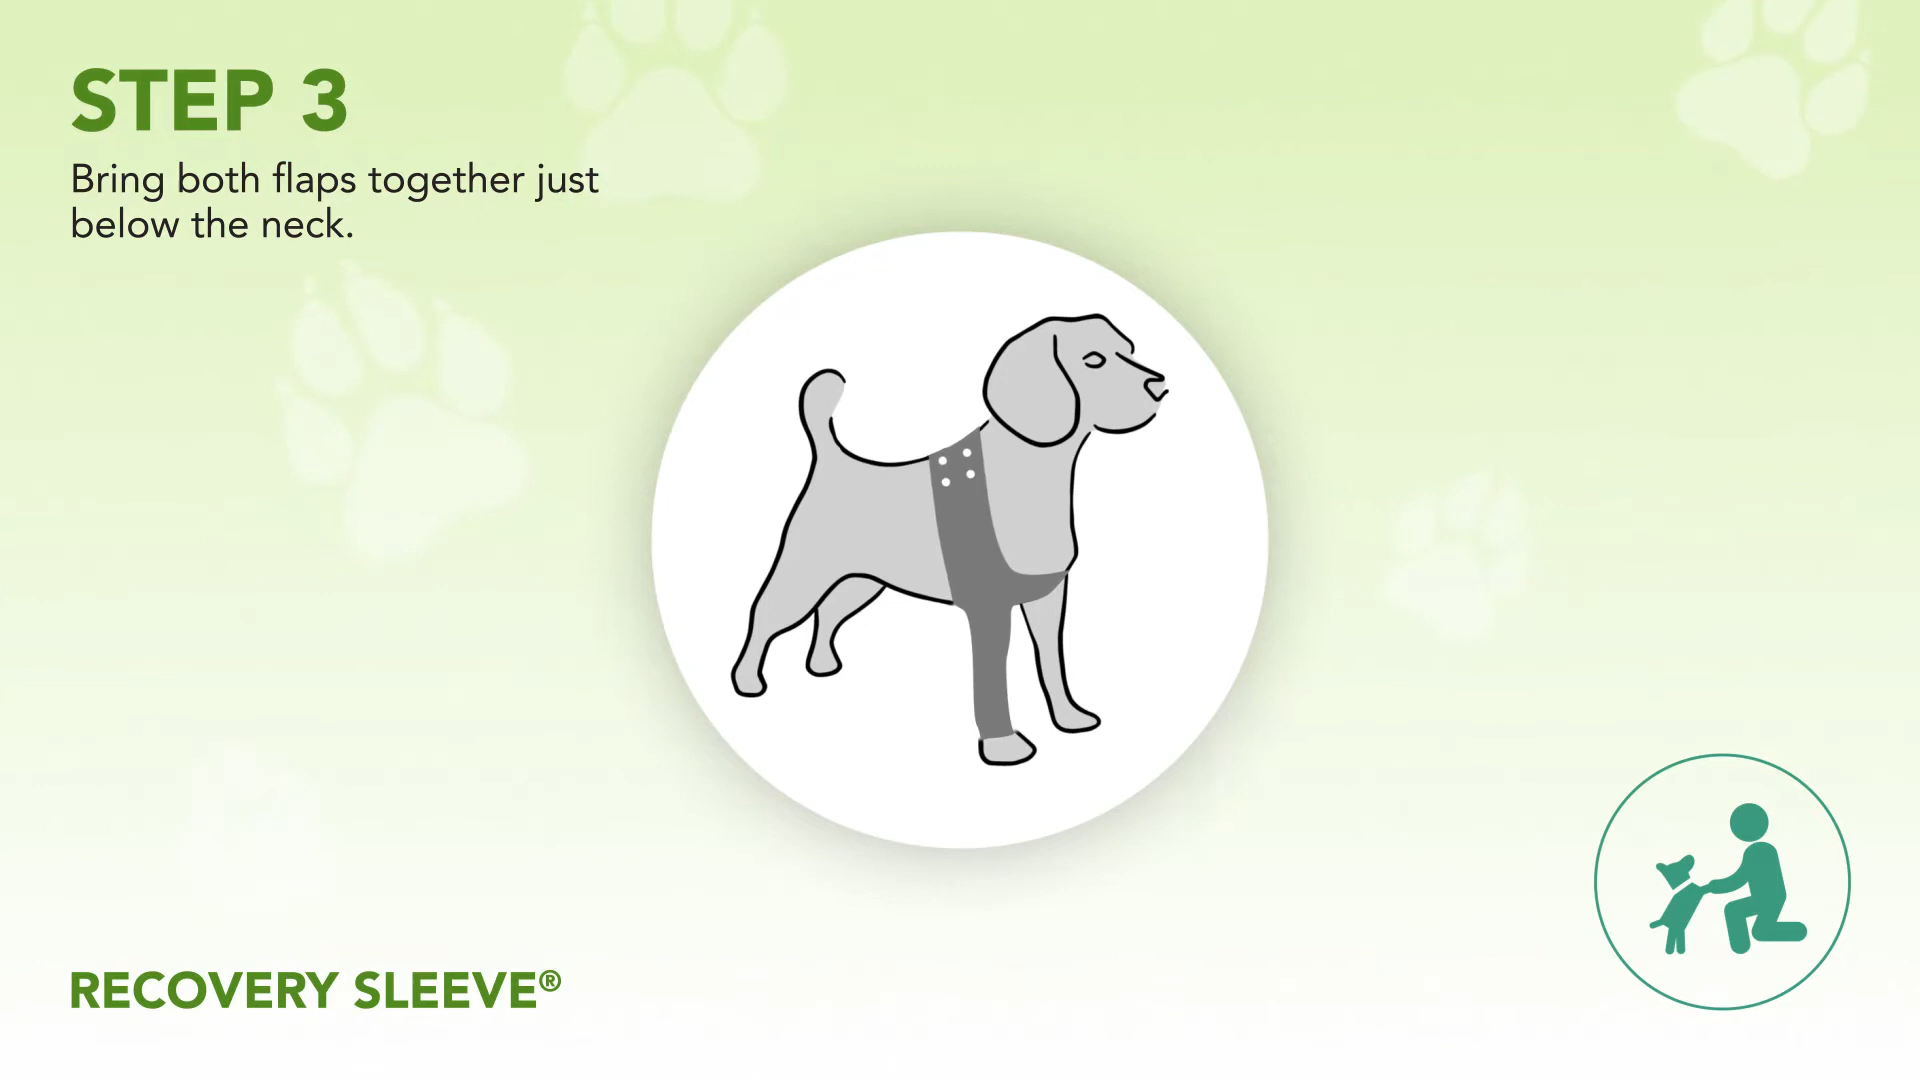 STEP 3
Bring both flaps together just
below the neck.
RECOVERY SLEEVE®